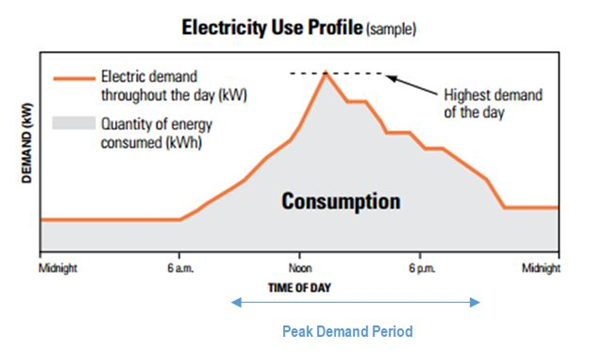 Electricity Use Profile (sample)
Electric demand
throughout the day (kW)
Quantity of energy
consumed (kWh)
Highest demand
of the day
DEMAND (kW)
Consumption
Midnight
6 a.m.
Noon
6 p.m.
Midnight
TIME OF DAY
Peak Demand Period